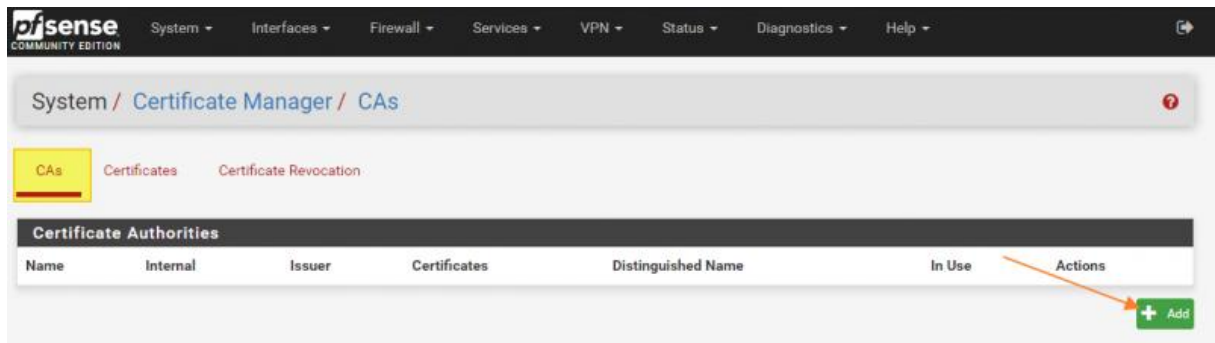 pfsense System Interfaces Firewall Services VPN Status Diagnostics Help
COMMUNITY EDITION
System / Certificate Manager / CAs
CAs Certificates Certificate Revocation
Certificate Authorities
Name Internal Issuer Certificates Distinguished Name In Use Actions
Add